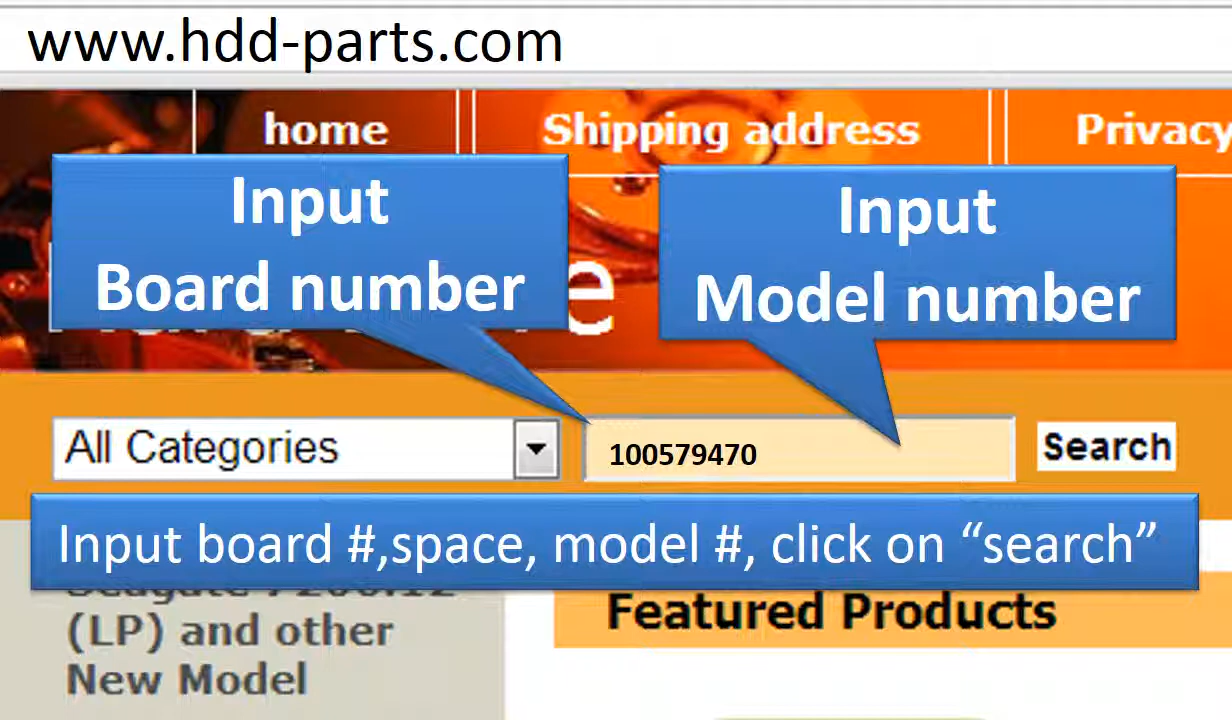 www.hdd-parts.com
home
Shipping address
Privacy
Input
Board number
Input
Model number
All Categories
100579470
Search
Input board #,space, model #, click on “search”
(LP) and other
New Model
Featured Products